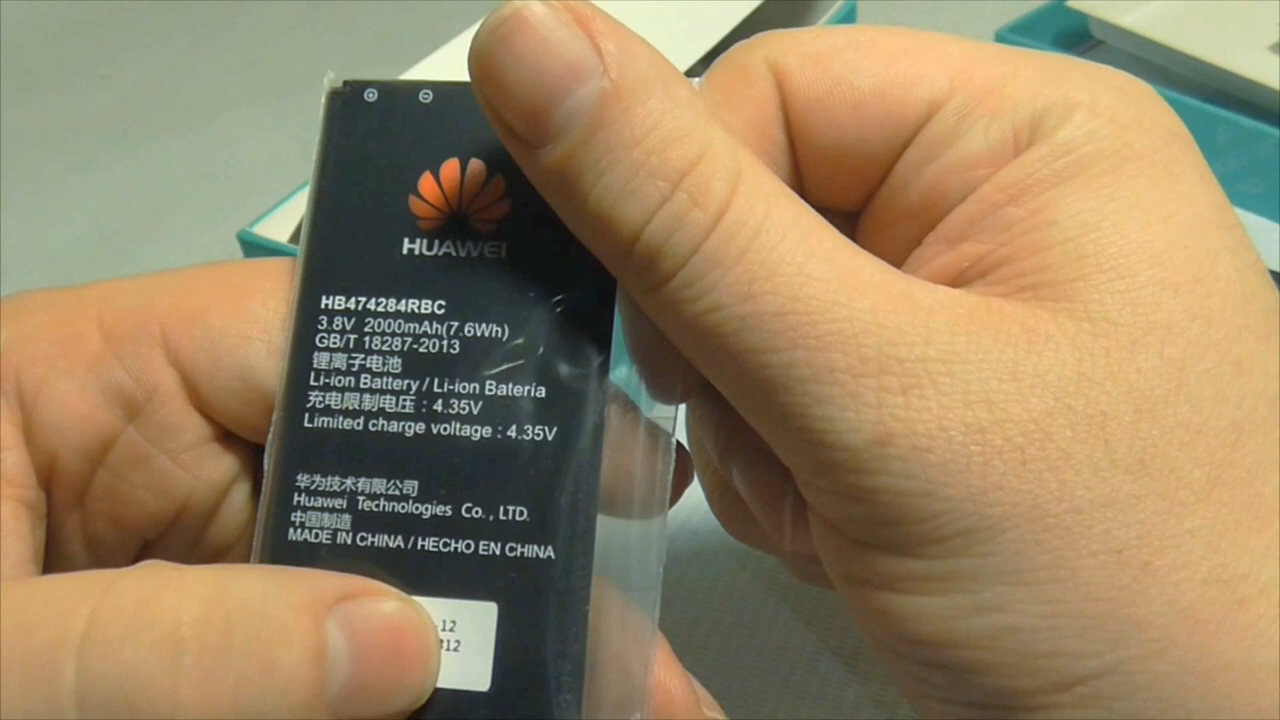 HUAWEI
HB474284RBC
3.8V 2000mAh(7.6Wh)
GB/T 18287-2013
锂离子电池
Li-ion Battery / Li-ion Batería
充电限制电压 : 4.35V
Limited charge voltage : 4.35V
华为技术有限公司
Huawei Technologies Co., LTD.
中国制造
MADE IN CHINA / HECHO EN CHINA
-12